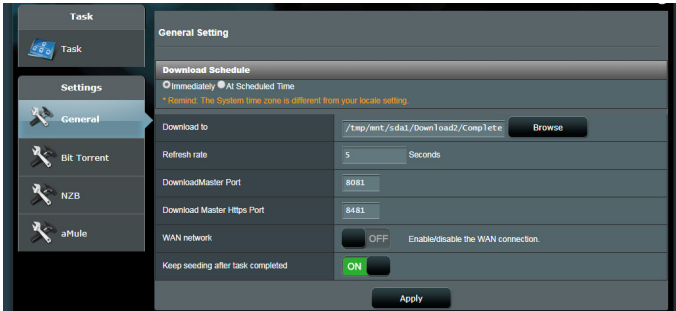 Task
Task
Settings
General
Bit Torrent
NZB
aMule
General Setting
Download Schedule
Immediately At Scheduled Time
* Remind: The System time zone is different from your locale setting.
Download to /tmp/mnt/sda1/Download2/Complete Browse
Refresh rate 5 Seconds
DownloadMaster Port 8081
Download Master Https Port 8481
WAN network OFF Enable/disable the WAN connection.
Keep seeding after task completed ON
Apply